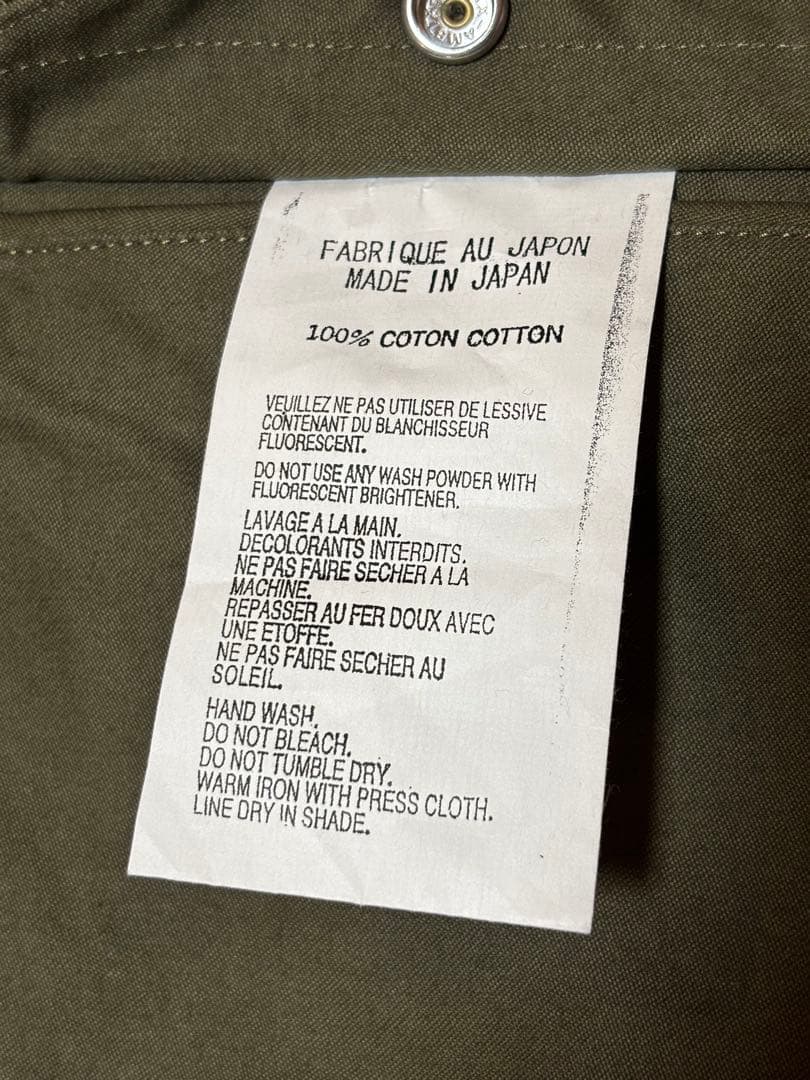 FABRIQUE AU JAPON
MADE IN JAPAN
100% COTON COTTON
VEUILLEZ NE PAS UTILISER DE LESSIVE
CONTENANT DU BLANCHISSEUR
FLUORESCENT.
DO NOT USE ANY WASH POWDER WITH
FLUORESCENT BRIGHTENER.
LAVAGE A LA MAIN.
DECOLORANTS INTERDITS.
NE PAS FAIRE SECHER A LA
MACHINE.
REPASSER AU FER DOUX AVEC
UNE ETOFFE.
NE PAS FAIRE SECHER AU
SOLEIL.
HAND WASH.
DO NOT BLEACH.
DO NOT TUMBLE DRY.
WARM IRON WITH PRESS CLOTH.
LINE DRY IN SHADE.